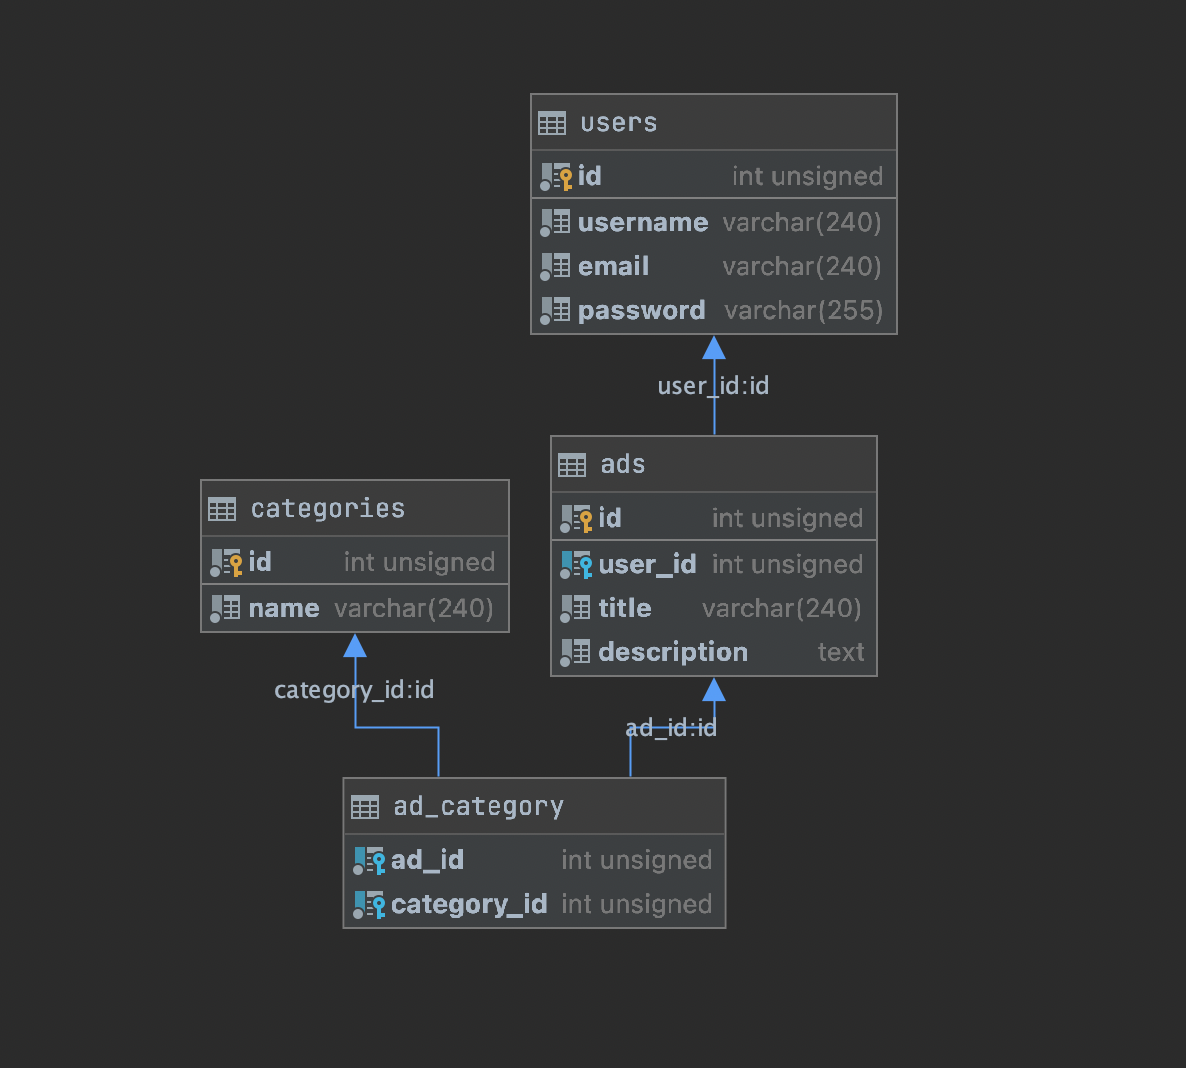 users
id int unsigned
username varchar(240)
email varchar(240)
password varchar(255)
user_id:id
ads
id int unsigned
user_id int unsigned
title varchar(240)
description text
categories
id int unsigned
name varchar(240)
category_id:id
ad_id:id
ad_category
ad_id int unsigned
category_id int unsigned